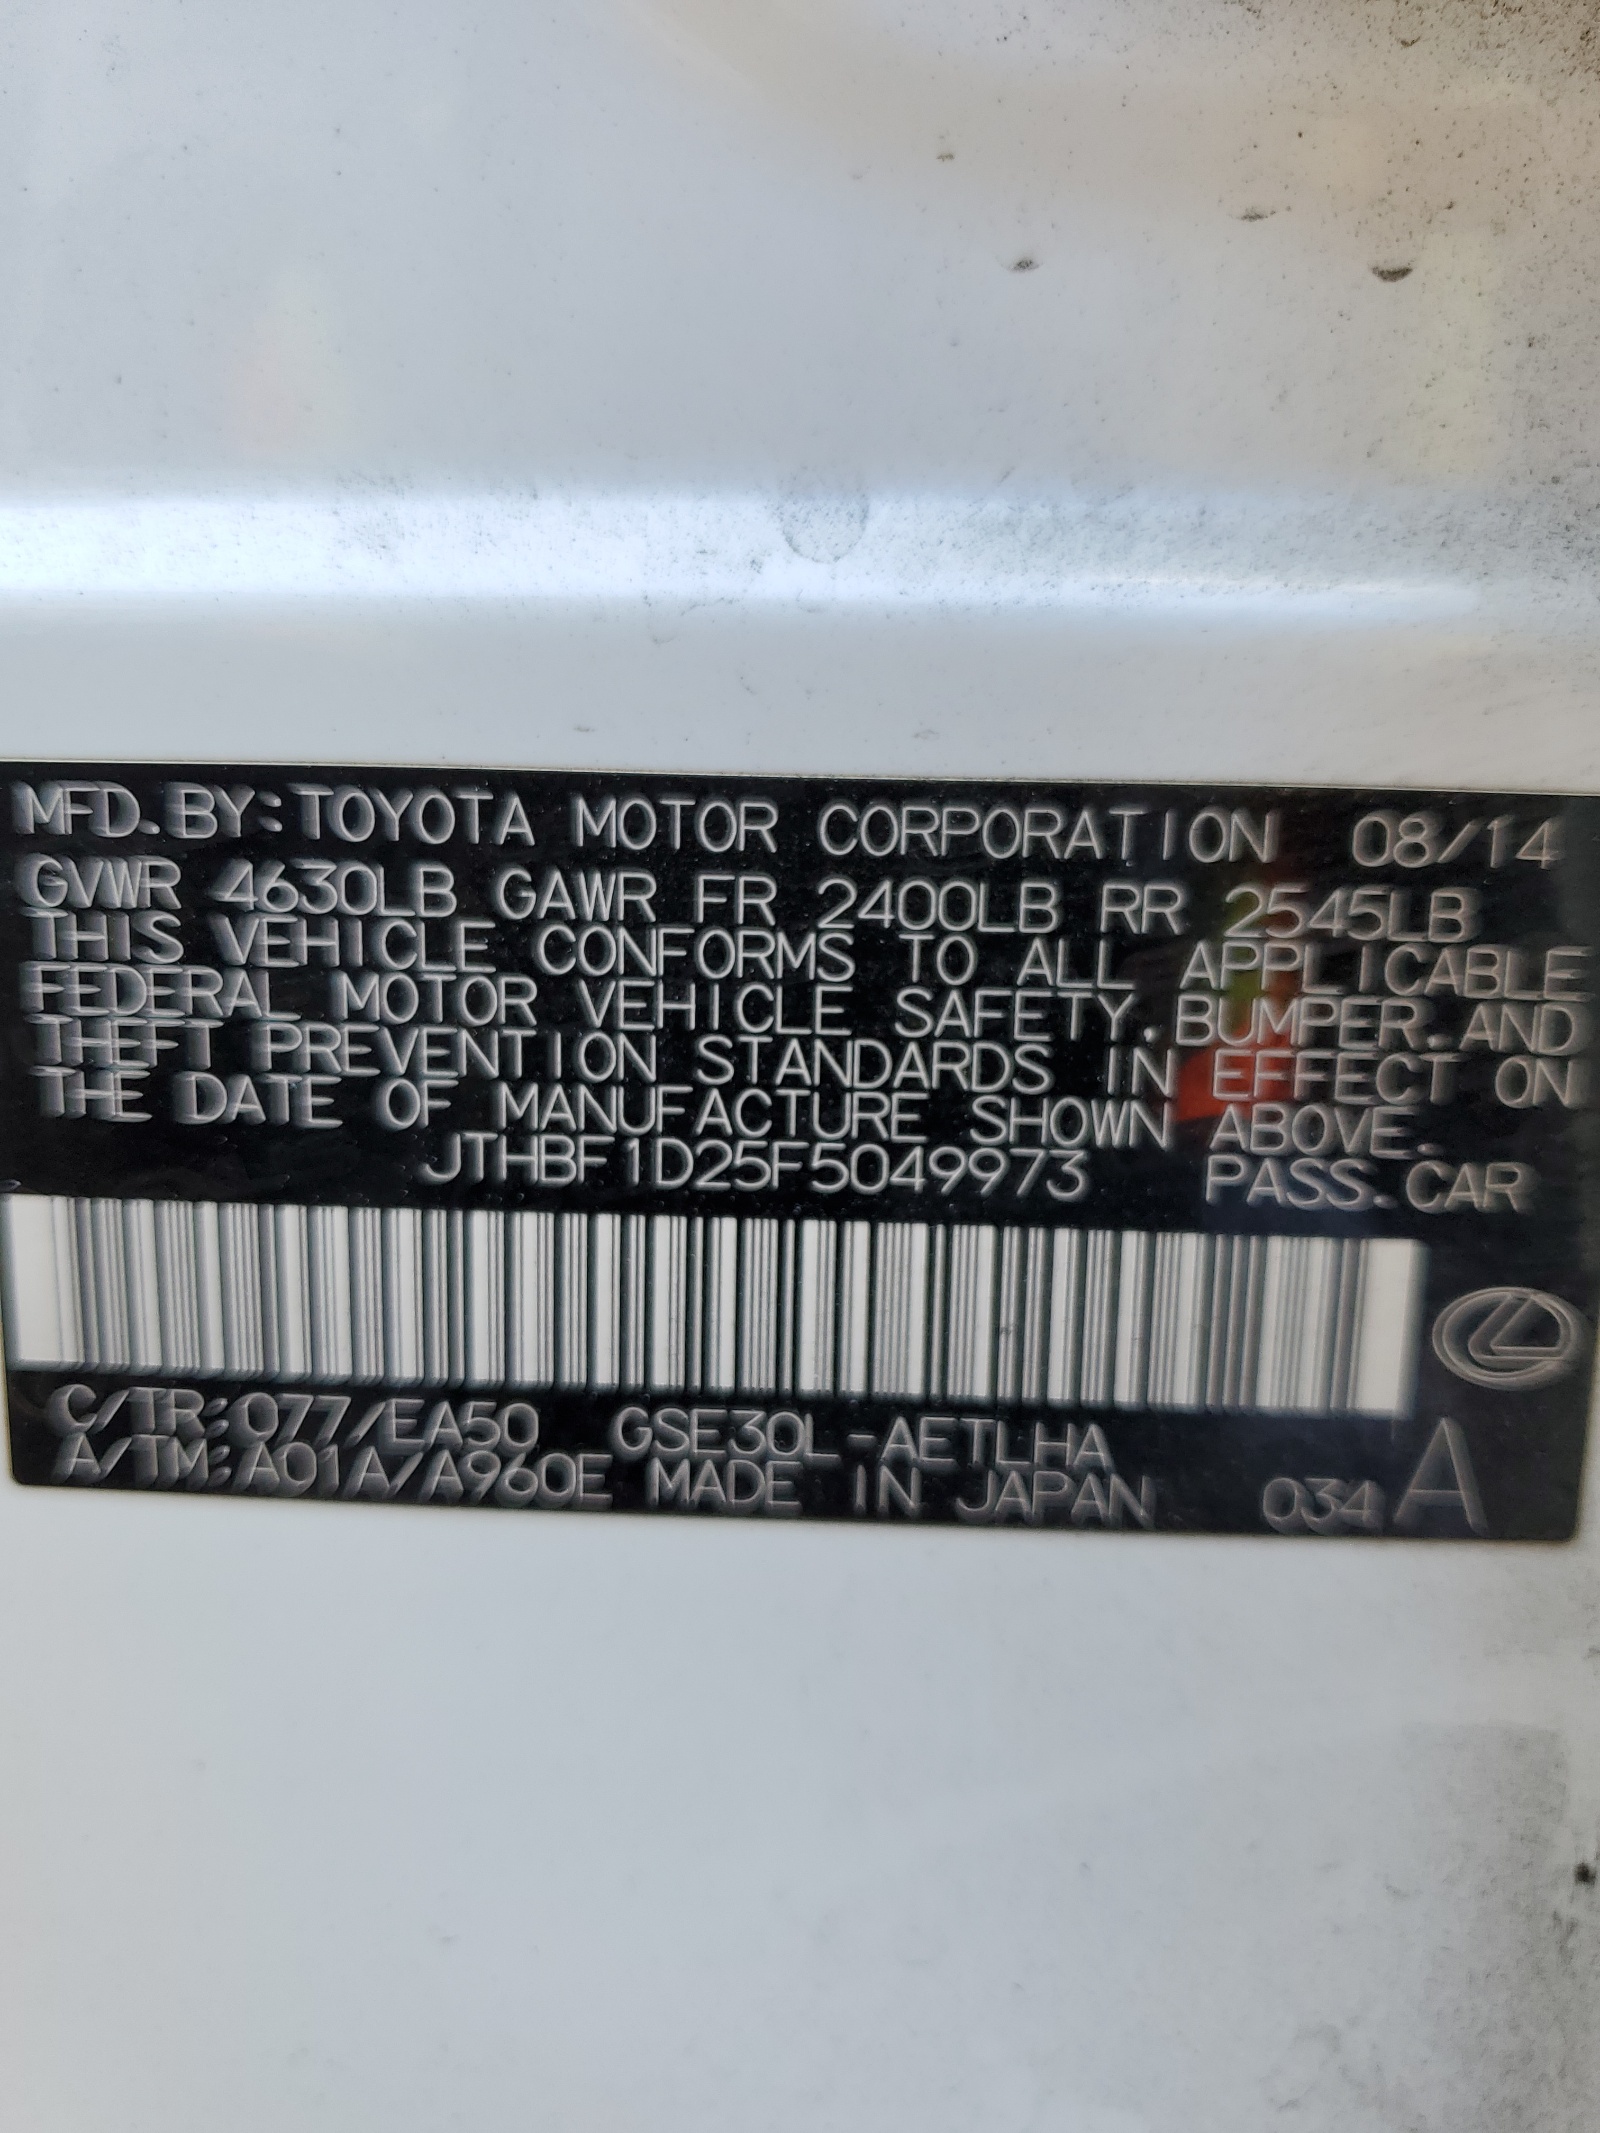 MFD.BY:TOYOTA MOTOR CORPORATION 08/14
GVWR 4630LB GAWR FR 2400LB RR 2545LB
THIS VEHICLE CONFORMS TO ALL APPLICABLE
FEDERAL MOTOR VEHICLE SAFETY.BUMPER.AND
THEFT PREVENTION STANDARDS IN EFFECT ON
THE DATE OF MANUFACTURE SHOWN ABOVE.
JTHBF1D25F5049973 PASS.CAR
C/TR:077/EA50 GSE30L-AETLHA
A/TM:A01A/A960E MADE IN JAPAN 034 A